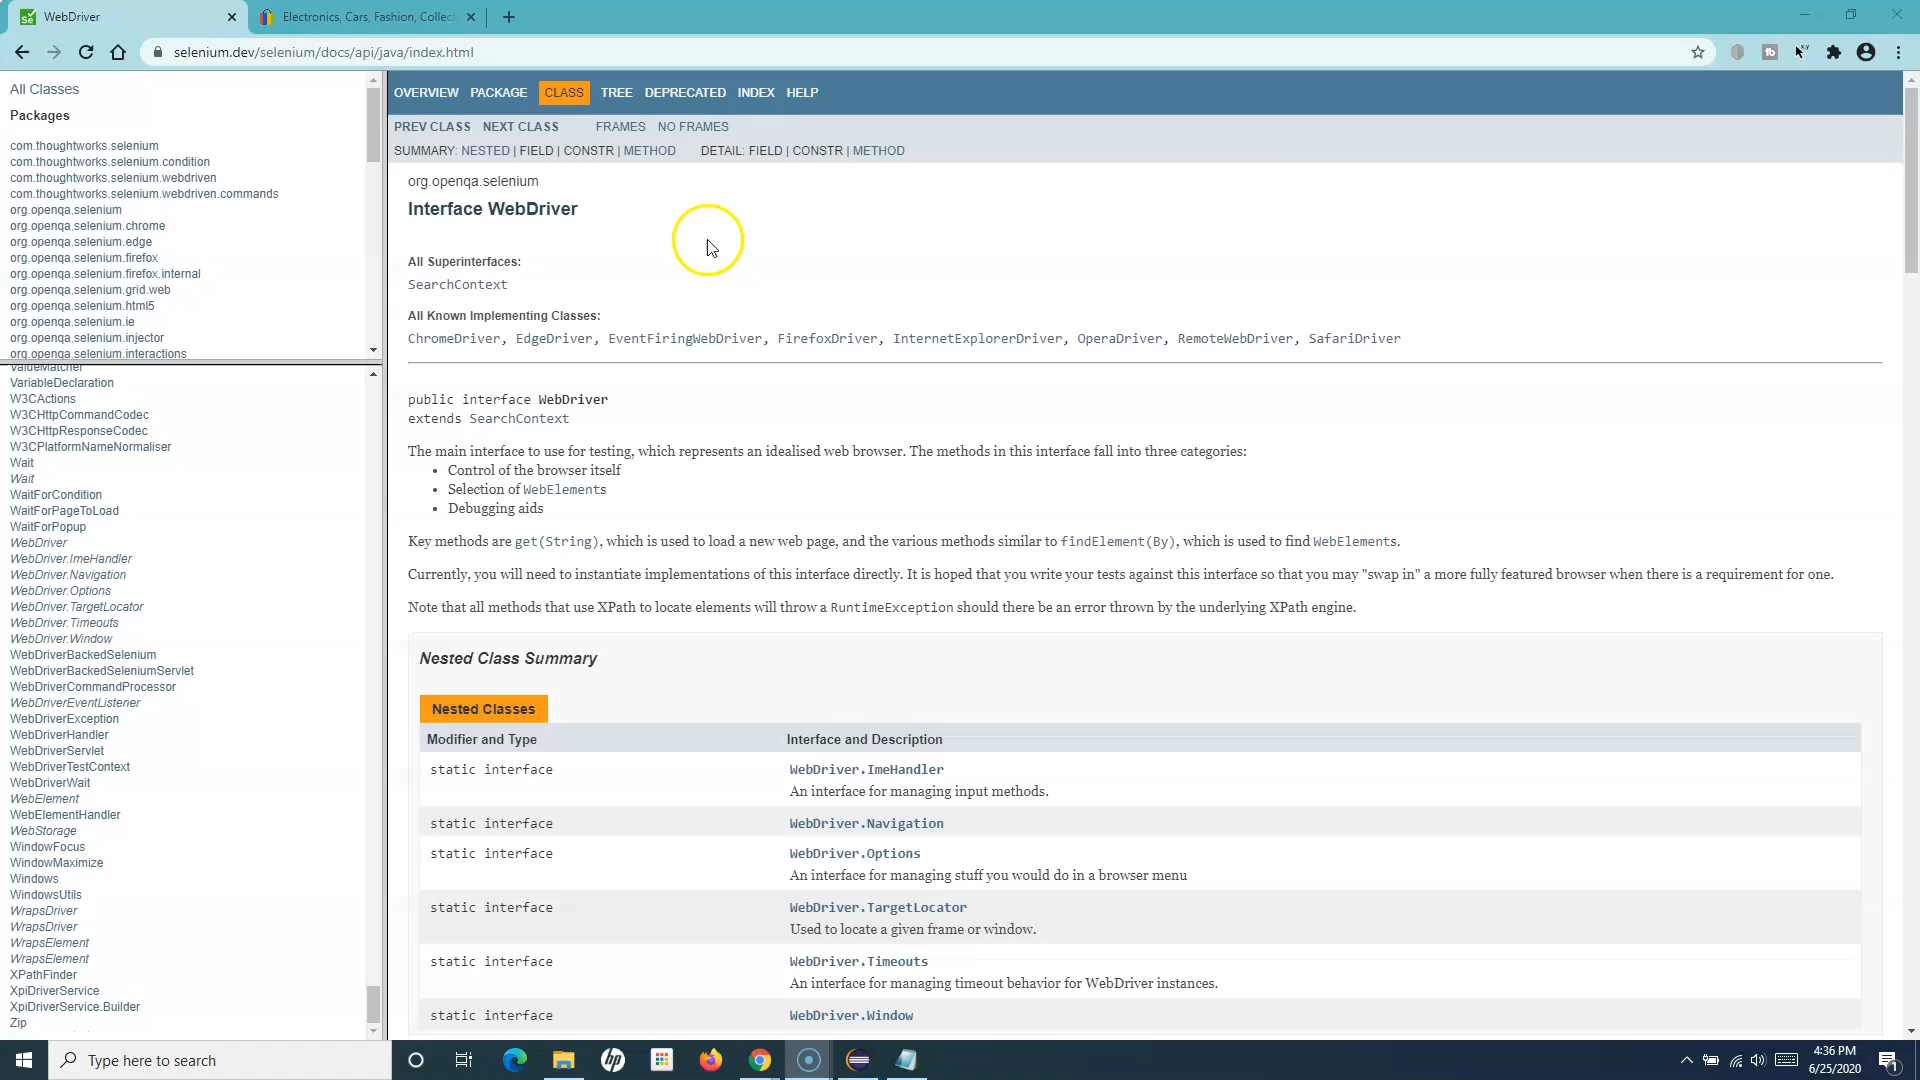 WebDriver
Electronics, Cars, Fashion, Collect
selenium.dev/selenium/docs/api/java/index.html
All Classes
Packages
com.thoughtworks.selenium
com.thoughtworks.selenium.condition
com.thoughtworks.selenium.webdriven
com.thoughtworks.selenium.webdriven.commands
org.openqa.selenium
org.openqa.selenium.chrome
org.openqa.selenium.edge
org.openqa.selenium.firefox
org.openqa.selenium.firefox.internal
org.openqa.selenium.grid.web
org.openqa.selenium.html5
org.openqa.selenium.ie
org.openqa.selenium.injector
org.openqa.selenium.interactions
ValueMatcher
VariableDeclaration
W3CActions
W3CHttpCommandCodec
W3CHttpResponseCodec
W3CPlatformNameNormaliser
Wait
Wait
WaitForCondition
WaitForPageToLoad
WaitForPopup
WebDriver
WebDriver.ImeHandler
WebDriver.Navigation
WebDriver.Options
WebDriver.TargetLocator
WebDriver.Timeouts
WebDriver.Window
WebDriverBackedSelenium
WebDriverBackedSeleniumServlet
WebDriverCommandProcessor
WebDriverEventListener
WebDriverException
WebDriverHandler
WebDriverServlet
WebDriverTestContext
WebDriverWait
WebElement
WebElementHandler
WebStorage
WindowFocus
WindowMaximize
Windows
WindowsUtils
WrapsDriver
WrapsDriver
WrapsElement
WrapsElement
XPathFinder
XpiDriverService
XpiDriverService.Builder
Zip
OVERVIEW PACKAGE CLASS TREE DEPRECATED INDEX HELP
PREV CLASS NEXT CLASS FRAMES NO FRAMES
SUMMARY: NESTED | FIELD | CONSTR | METHOD DETAIL: FIELD | CONSTR | METHOD
org.openqa.selenium
Interface WebDriver
All Superinterfaces:
SearchContext
All Known Implementing Classes:
ChromeDriver, EdgeDriver, EventFiringWebDriver, FirefoxDriver, InternetExplorerDriver, OperaDriver, RemoteWebDriver, SafariDriver
public interface WebDriver
extends SearchContext
The main interface to use for testing, which represents an idealised web browser. The methods in this interface fall into three categories:
• Control of the browser itself
• Selection of WebElements
• Debugging aids
Key methods are get(String), which is used to load a new web page, and the various methods similar to findElement(By), which is used to find WebElements.
Currently, you will need to instantiate implementations of this interface directly. It is hoped that you write your tests against this interface so that you may "swap in" a more fully featured browser when there is a requirement for one.
Note that all methods that use XPath to locate elements will throw a RuntimeException should there be an error thrown by the underlying XPath engine.
Nested Class Summary
Nested Classes
Modifier and Type Interface and Description
static interface WebDriver.ImeHandler
An interface for managing input methods.
static interface WebDriver.Navigation
static interface WebDriver.Options
An interface for managing stuff you would do in a browser menu
static interface WebDriver.TargetLocator
Used to locate a given frame or window.
static interface WebDriver.Timeouts
An interface for managing timeout behavior for WebDriver instances.
static interface WebDriver.Window
Type here to search
4:36 PM
6/25/2020